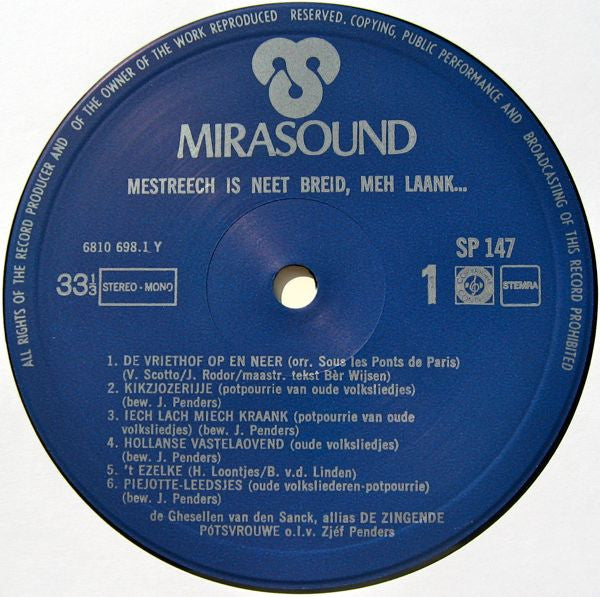 ALL RIGHTS OF THE RECORD PRODUCER AND OF THE OWNER OF THE WORK REPRODUCED RESERVED. COPYING, PUBLIC PERFORMANCE AND BROADCASTING OF THIS RECORD PROHIBITED
MIRASOUND
MESTREECH IS NEET BREID, MEH LAANK...
6810 698.1 Y
SP 147
33 1/3 STEREO - MONO
1 STEMRA
1. DE VRIETHOF OP EN NEER (orr. Sous les Ponts de Paris)
(V. Scotto/J. Rodor/maastr. tekst Bèr Wijsen)
2. KIKZJOZERIJJE (potpourrie van oude volksliedjes)
(bew. J. Penders)
3. IECH LACH MIECH KRAANK (potpourrie van oude
volksliedjes) (bew. J. Penders)
4. HOLLANSE VASTELAOVEND (oude volksliedjes)
(bew. J. Penders)
5. 't EZELKE (H. Loontjes/B. v.d. Linden)
6. PIEJOTTE-LEEDSJES (oude volksliederen-potpourrie)
(bew. J. Penders)
de Ghesellen van den Sanck, allias DE ZINGENDE
PÓTSVROUWE o.l.v. Zjéf Penders